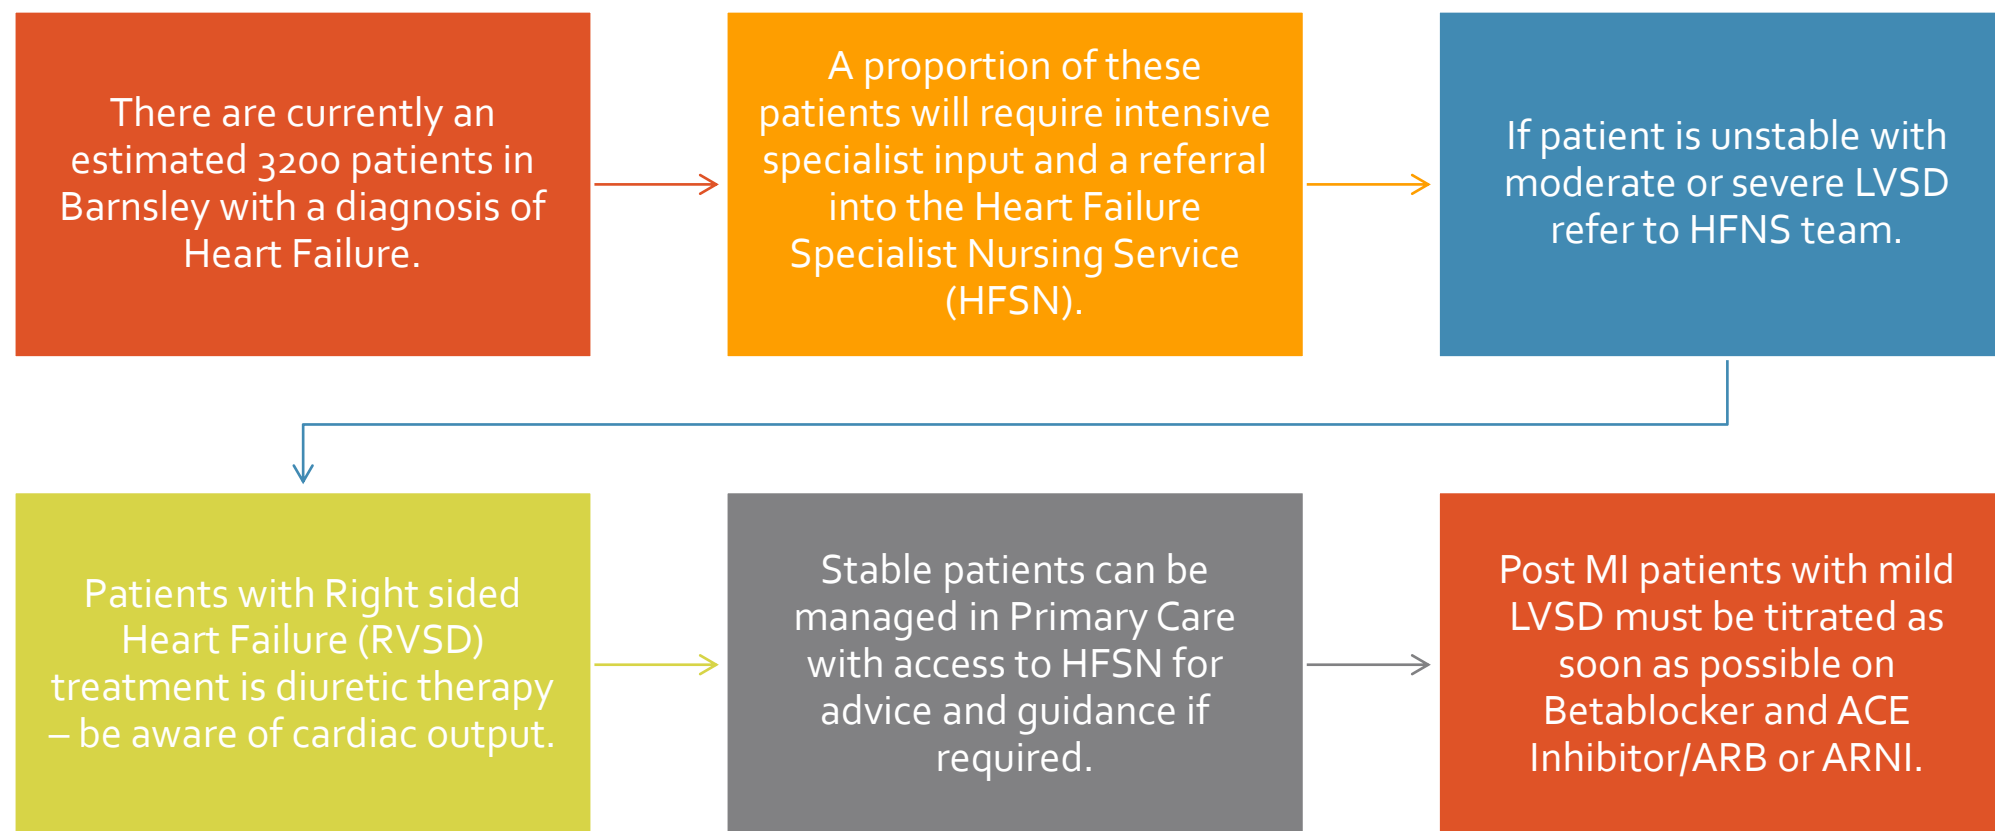 There are currently an
estimated 3200 patients in
Barnsley with a diagnosis of
Heart Failure.
A proportion of these
patients will require intensive
specialist input and a referral
into the Heart Failure
Specialist Nursing Service
(HFSN).
If patient is unstable with
moderate or severe LVSD
refer to HFNS team.
Patients with Right sided
Heart Failure (RVSD)
treatment is diuretic therapy
– be aware of cardiac output.
Stable patients can be
managed in Primary Care
with access to HFSN for
advice and guidance if
required.
Post MI patients with mild
LVSD must be titrated as
soon as possible on
Betablocker and ACE
Inhibitor/ARB or ARNI.